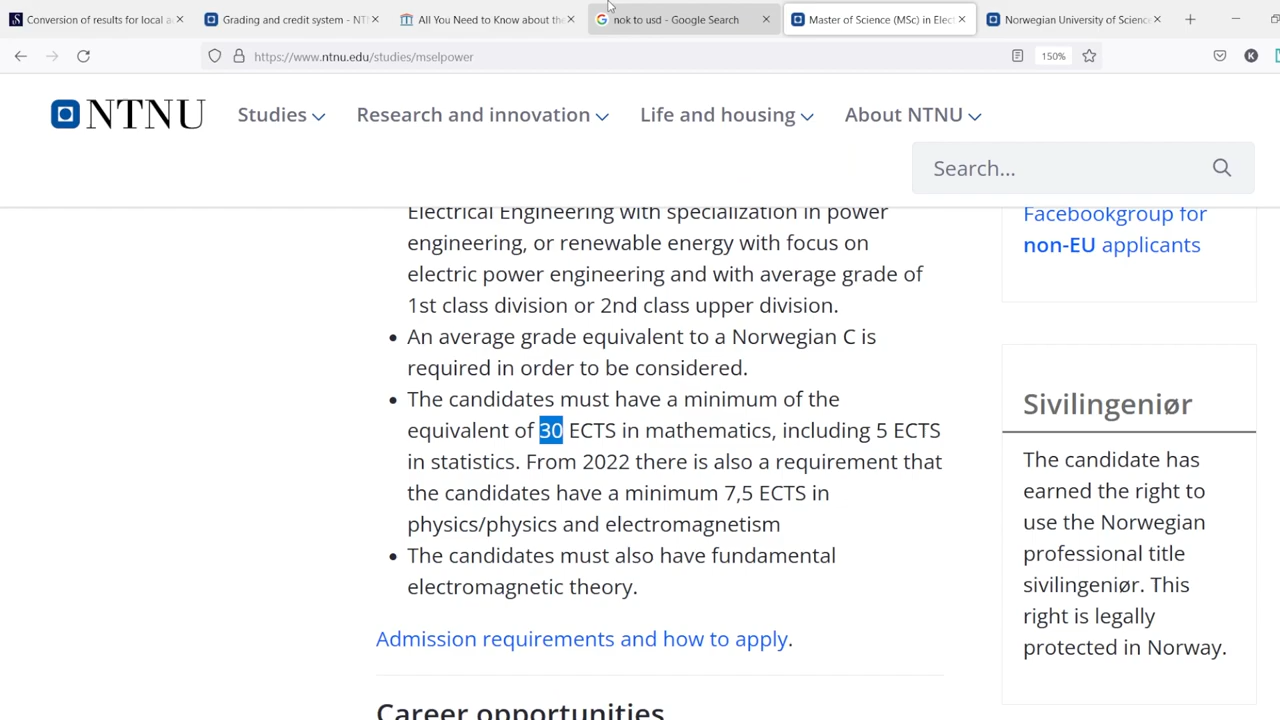 Conversion of results for local a
Grading and credit system - NT
All You Need to Know about the
nok to usd - Google Search
Master of Science (MSc) in Elect
Norwegian University of Science
https://www.ntnu.edu/studies/mselpower
150%
K
NTNU
Studies
Research and innovation
Life and housing
About NTNU
Search...
Electrical Engineering with specialization in power
engineering, or renewable energy with focus on
electric power engineering and with average grade of
1st class division or 2nd class upper division.
An average grade equivalent to a Norwegian C is
required in order to be considered.
The candidates must have a minimum of the
equivalent of 30 ECTS in mathematics, including 5 ECTS
in statistics. From 2022 there is also a requirement that
the candidates have a minimum 7,5 ECTS in
physics/physics and electromagnetism
The candidates must also have fundamental
electromagnetic theory.
Admission requirements and how to apply.
Career opportunities
Facebookgroup for
non-EU applicants
Sivilingeniør
The candidate has
earned the right to
use the Norwegian
professional title
sivilingeniør. This
right is legally
protected in Norway.